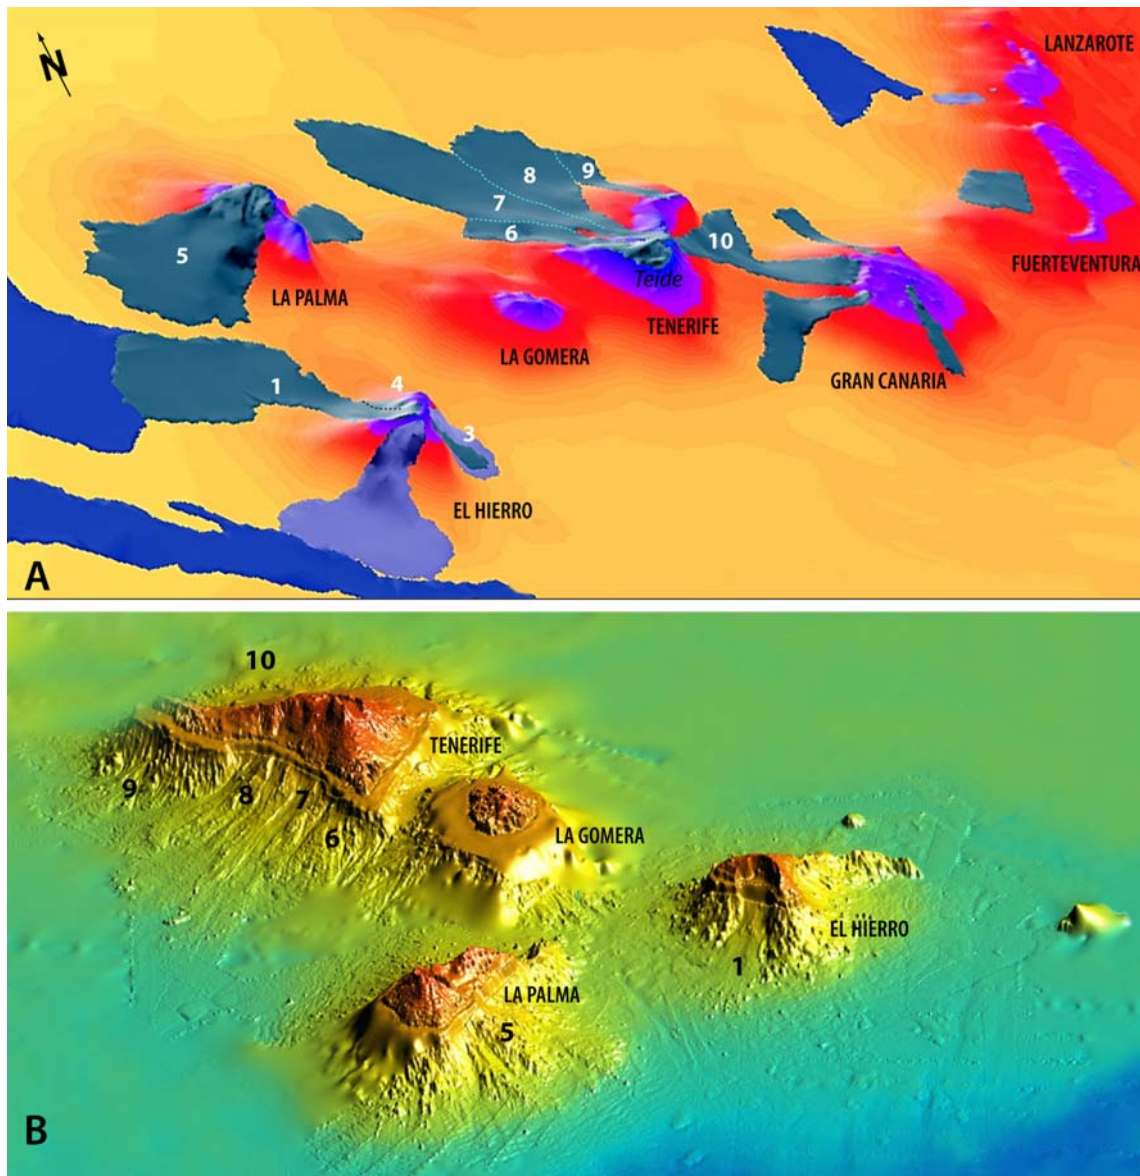 N
LANZAROTE
9
8
7
6
10
5
Teide
FUERTEVENTURA
LA PALMA
TENERIFE
LA GOMERA
GRAN CANARIA
1
4
3
EL HIERRO
A
10
TENERIFE
9
8
7
6
LA GOMERA
EL HIERRO
1
LA PALMA
5
B